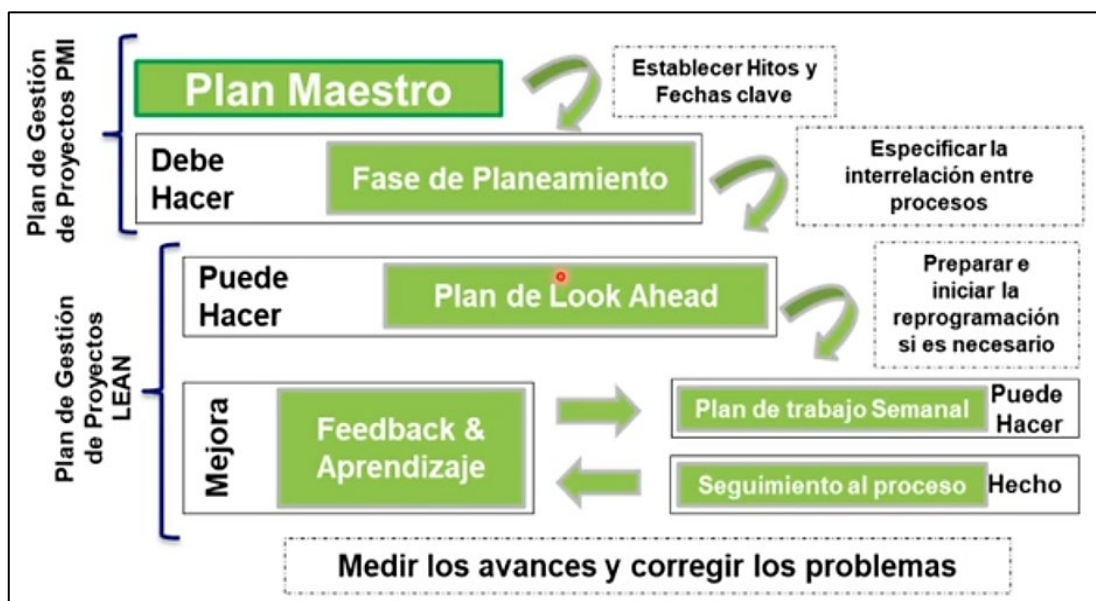 Plan de Gestión
de Proyectos PMI
Plan Maestro
Establecer Hitos y
Fechas clave
Debe
Hacer
Fase de Planeamiento
Especificar la
interrelación entre
procesos
Plan de Gestión
de Proyectos
LEAN
Puede
Hacer
Plan de Look Ahead
Preparar e
iniciar la
reprogramación
si es necesario
Mejora
Feedback &
Aprendizaje
Plan de trabajo Semanal
Puede
Hacer
Seguimiento al proceso
Hecho
Medir los avances y corregir los problemas